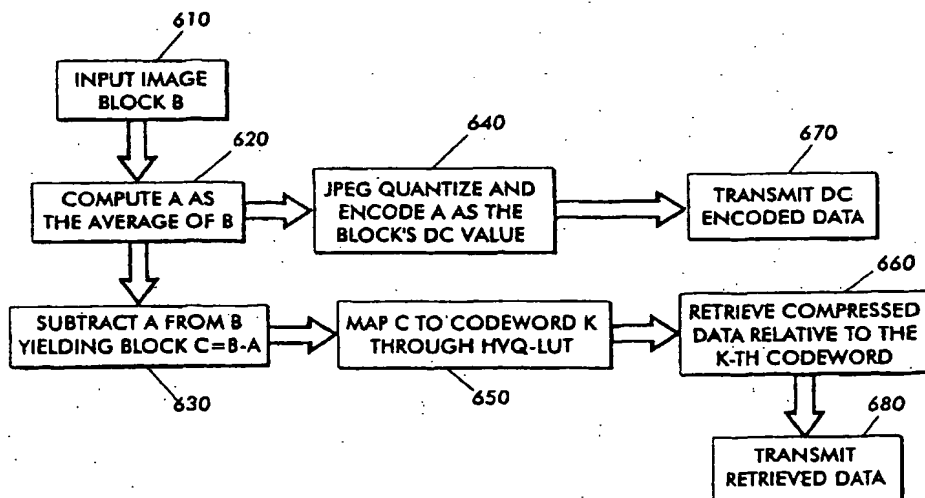 610
INPUT IMAGE
BLOCK B
620
COMPUTE A AS
THE AVERAGE OF B
640
JPEG QUANTIZE AND
ENCODE A AS THE
BLOCK'S DC VALUE
670
TRANSMIT DC
ENCODED DATA
SUBTRACT A FROM B
YIELDING BLOCK C=B-A
630
MAP C TO CODEWORD K
THROUGH HVQ-LUT
650
660
RETRIEVE COMPRESSED
DATA RELATIVE TO THE
K-TH CODEWORD
680
TRANSMIT
RETRIEVED DATA